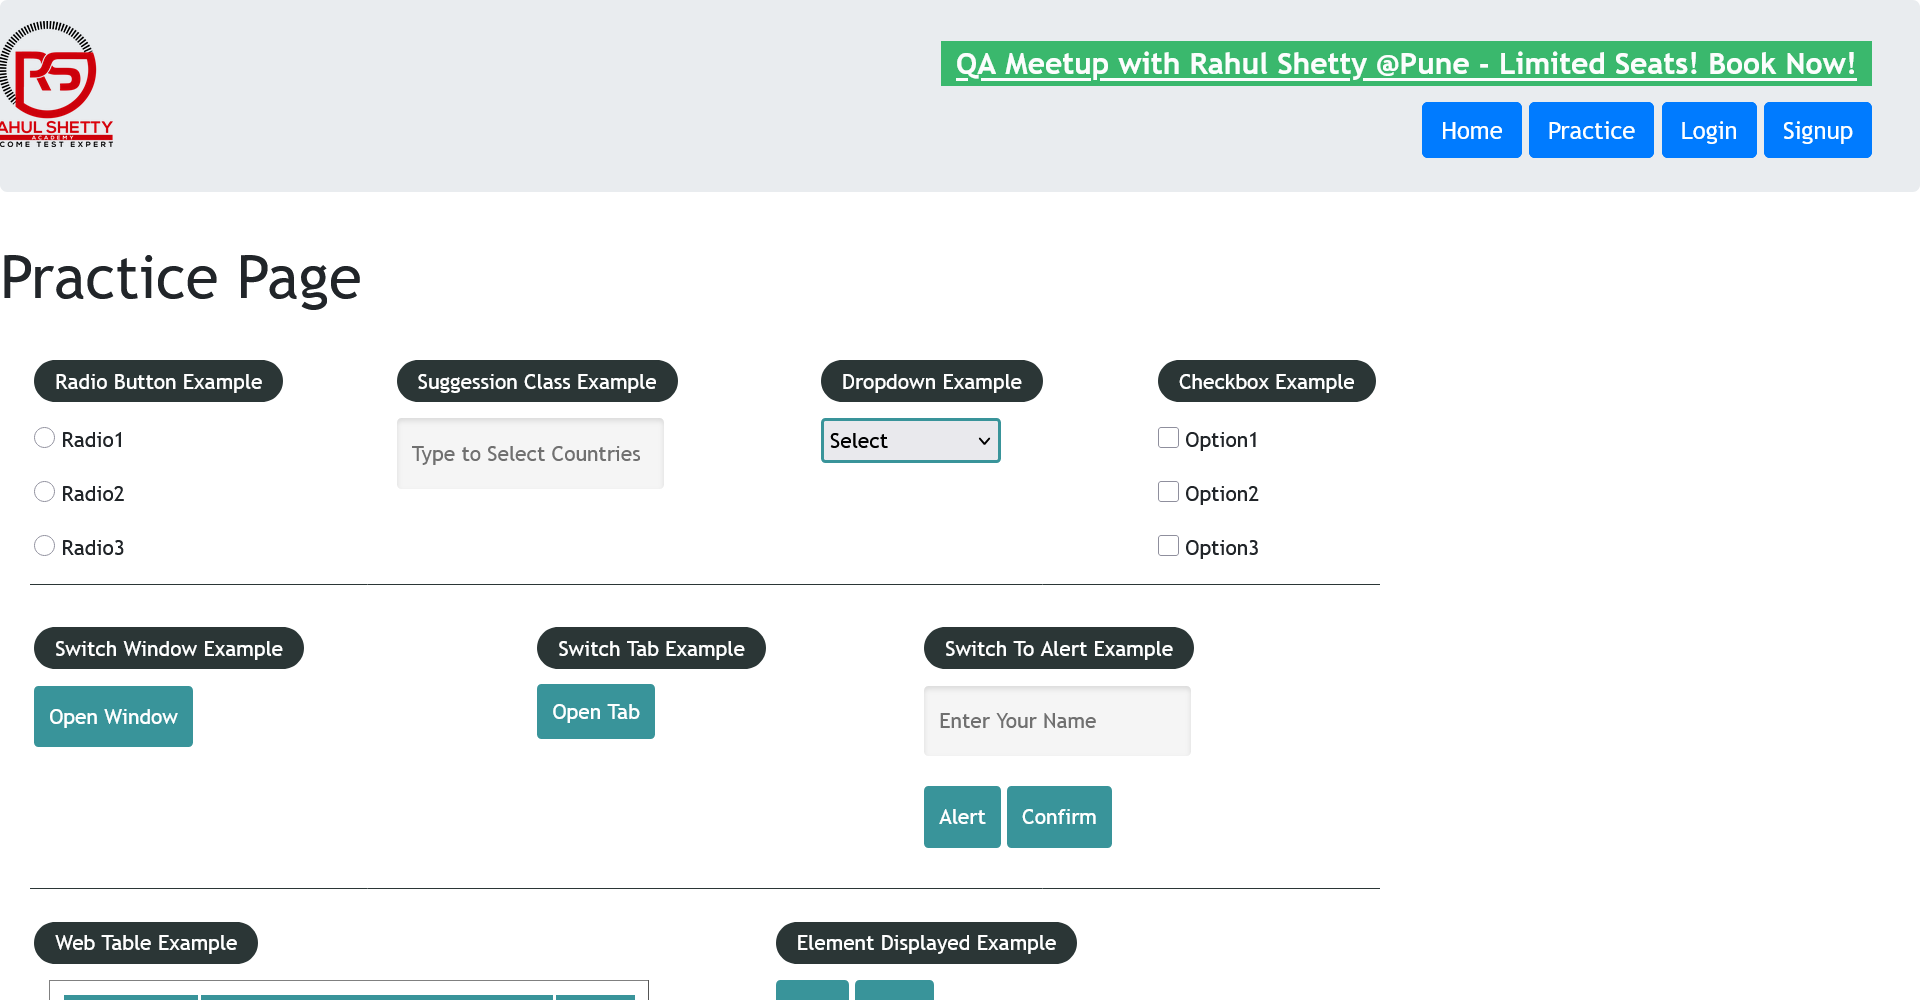 AHUL SHETTY
ACADEMY
COME TEST EXPERT
QA Meetup with Rahul Shetty @Pune - Limited Seats! Book Now!
Home Practice Login Signup
Practice Page
Radio Button Example
Radio1
Radio2
Radio3
Suggession Class Example
Type to Select Countries
Dropdown Example
Select
Checkbox Example
Option1
Option2
Option3
Switch Window Example
Open Window
Switch Tab Example
Open Tab
Switch To Alert Example
Enter Your Name
Alert Confirm
Web Table Example
Element Displayed Example